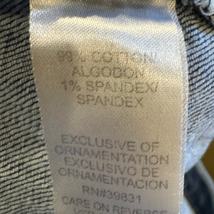 99% COTTON/
ALGODON
1% SPANDEX/
SPANDEX
EXCLUSIVE OF
ORNAMENTATION
EXCLUSIVO DE
ORNAMENTACION
RN#39831
CARE ON REVERSE